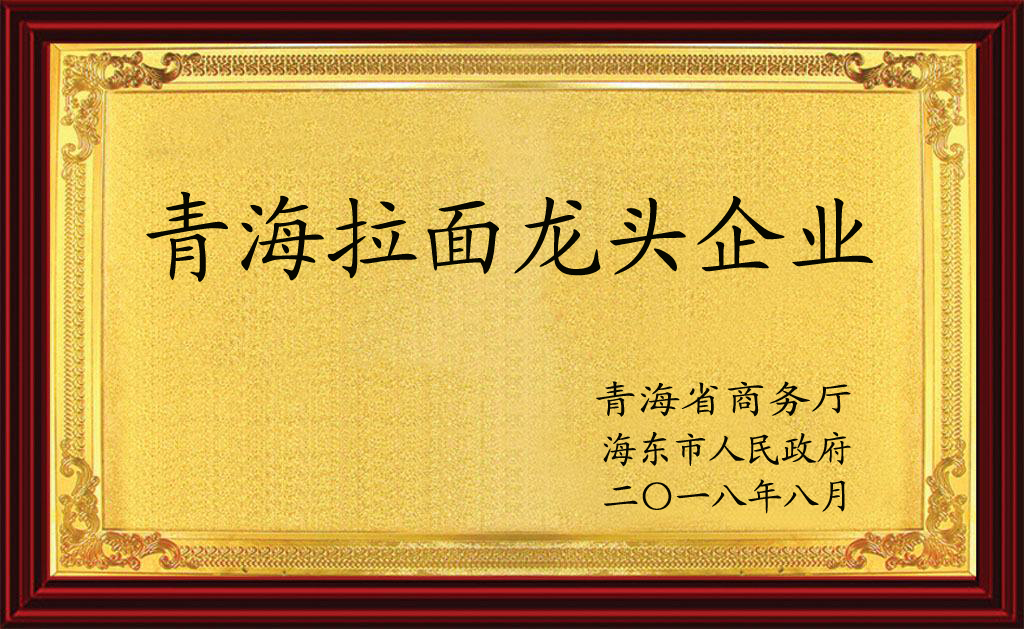 青海拉面龙头企业
青海省商务厅
海东市人民政府
二〇一八年八月